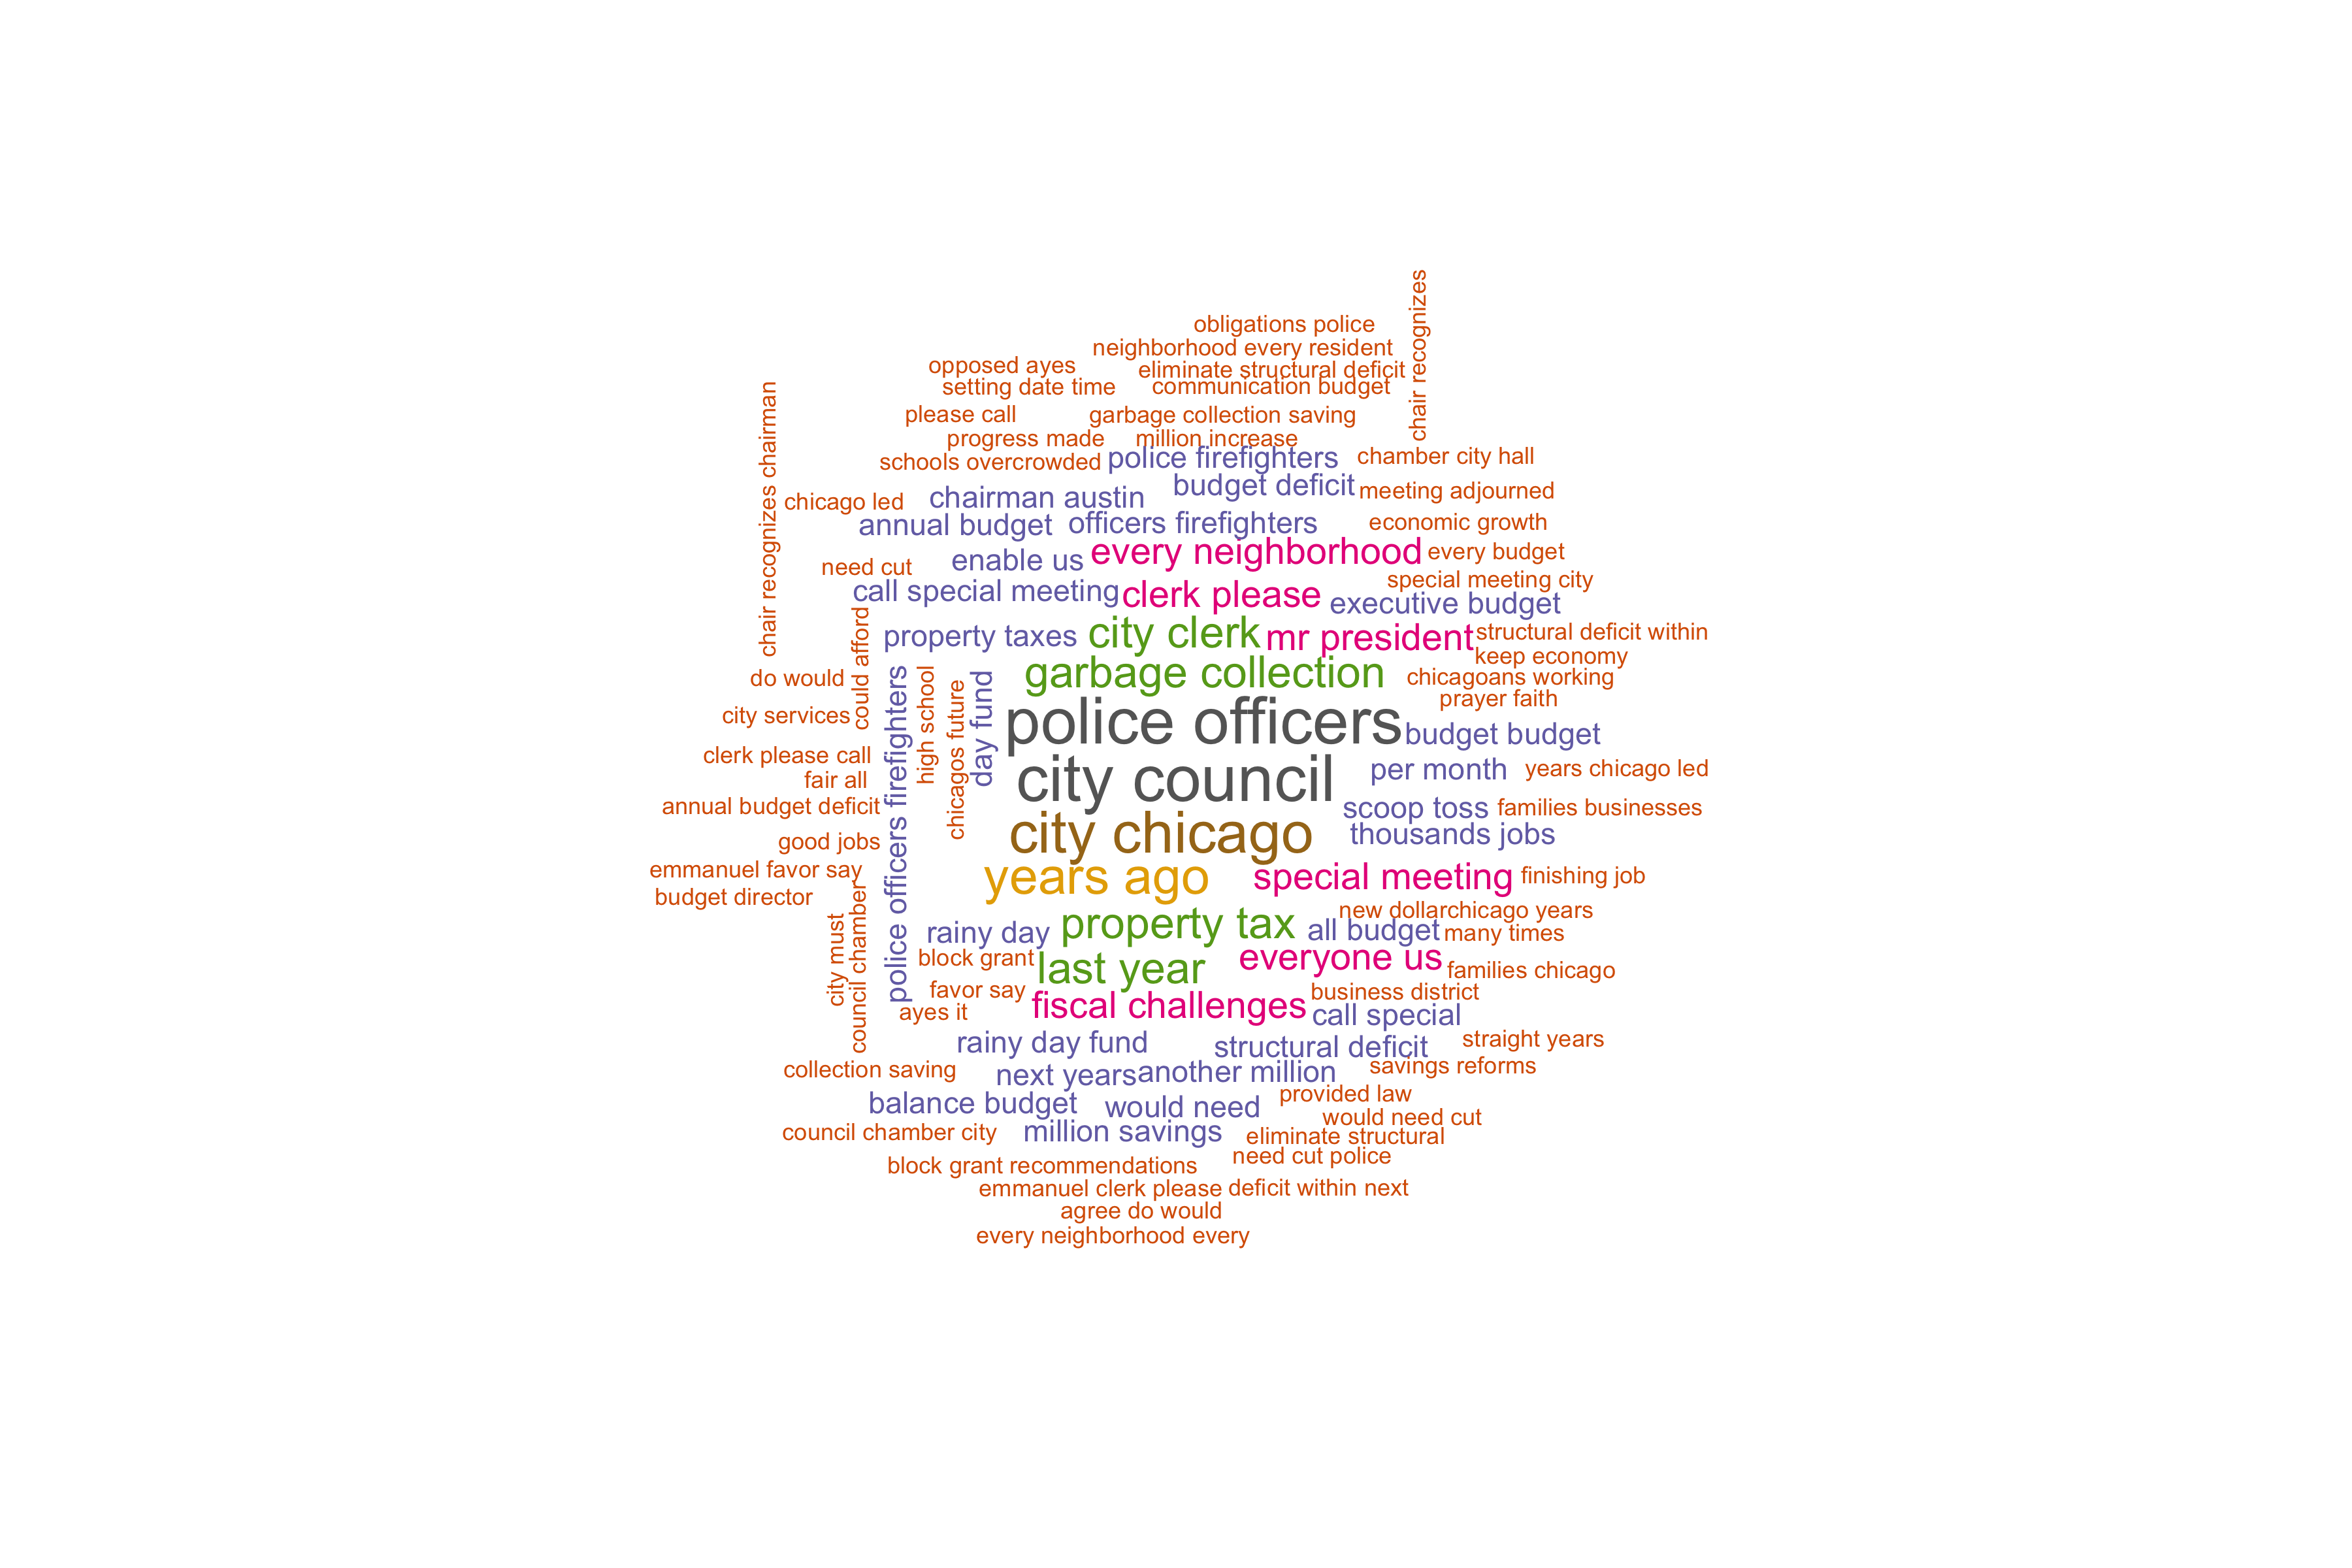 chair recognizes
obligations police
neighborhood every resident
opposed ayes
eliminate structural deficit
setting date time
communication budget
chair recognizes chairman
please call
garbage collection saving
progress made
million increase
schools overcrowded
police firefighters
chamber city hall
chicago led
chairman austin
budget deficit
meeting adjourned
annual budget
officers firefighters
economic growth
need cut
enable us
every neighborhood
every budget
call special meeting
clerk please
special meeting city
executive budget
could afford
property taxes
city clerk
mr president
structural deficit within
keep economy
do would
police officers firefighters
high school
chicagos future
day fund
garbage collection
chicagoans working
prayer faith
city services
police officers
budget budget
clerk please call
fair all
city council
per month
years chicago led
annual budget deficit
scoop toss
families businesses
good jobs
city chicago
thousands jobs
emmanuel favor say
budget director
years ago
special meeting
finishing job
city must
council chamber
rainy day
property tax
new dollarchicago years
all budget
many times
block grant
last year
everyone us
families chicago
favor say
business district
ayes it
fiscal challenges
call special
rainy day fund
structural deficit
straight years
collection saving
next years
another million
savings reforms
balance budget
would need
provided law
would need cut
council chamber city
million savings
eliminate structural
need cut police
block grant recommendations
emmanuel clerk please
deficit within next
agree do would
every neighborhood every